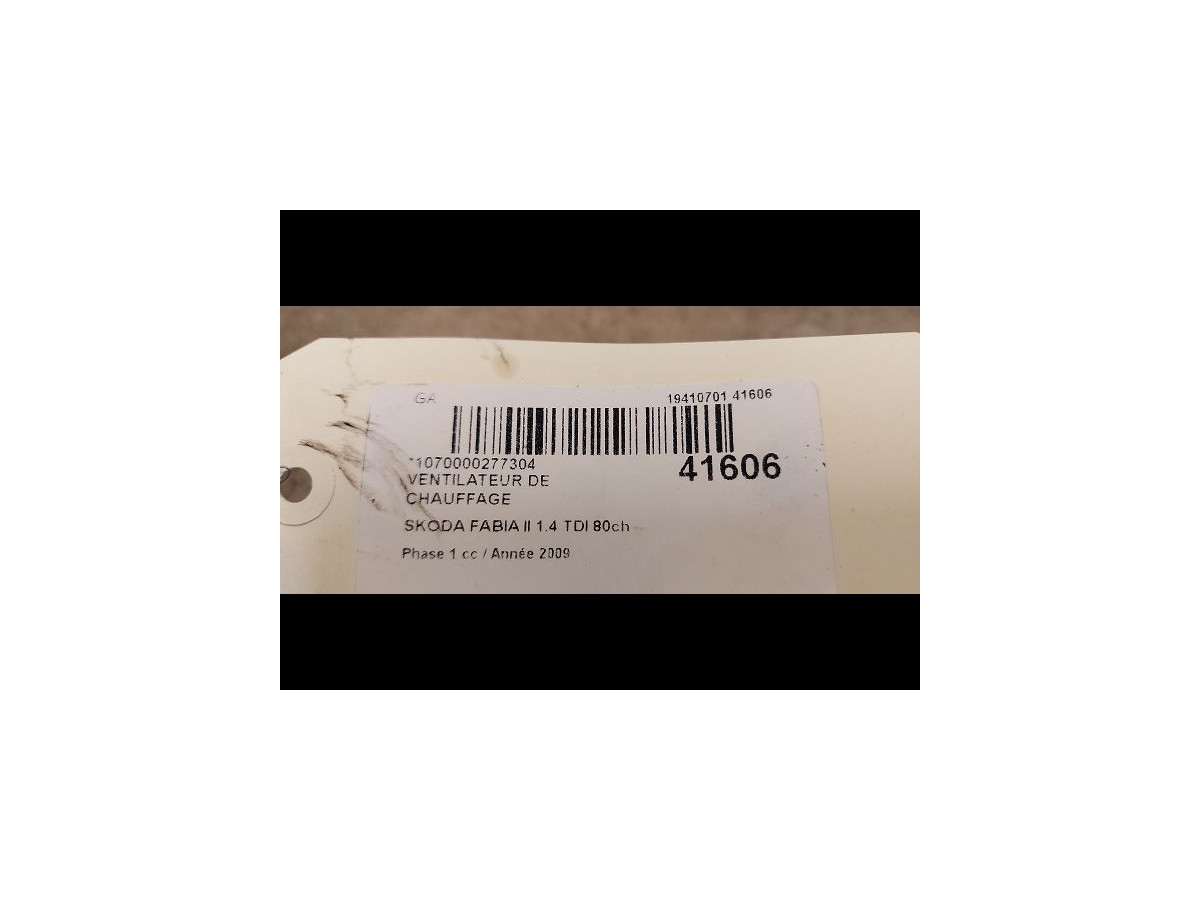 GA 19410701 41606
1070000277304 41606
VENTILATEUR DE
CHAUFFAGE
SKODA FABIA II 1.4 TDI 80ch
Phase 1 cc / Année 2009